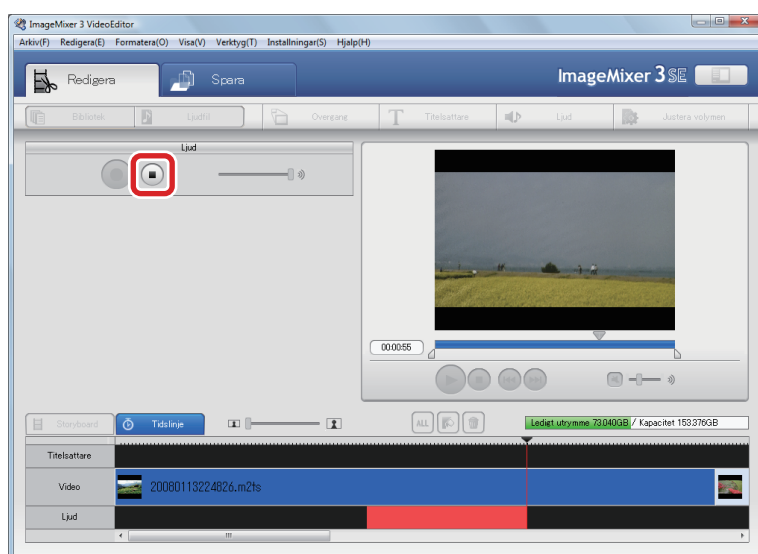 ImageMixer 3 VideoEditor
Arkiv(F) Redigera(E) Formatera(O) Visa(V) Verktyg(T) Installningar(S) Hjalp(H)
Redigera Spara ImageMixer 3 SE
Bibliotek Ljudfil Overgang Titelsattare Ljud Justera volymen
Ljud
00:00:55
Storyboard Tidslinje ALL Ledigt utrymme 73.040GB / Kapacitet 153.376GB
Titelsattare
Video 20080113224826.m2ts
Ljud